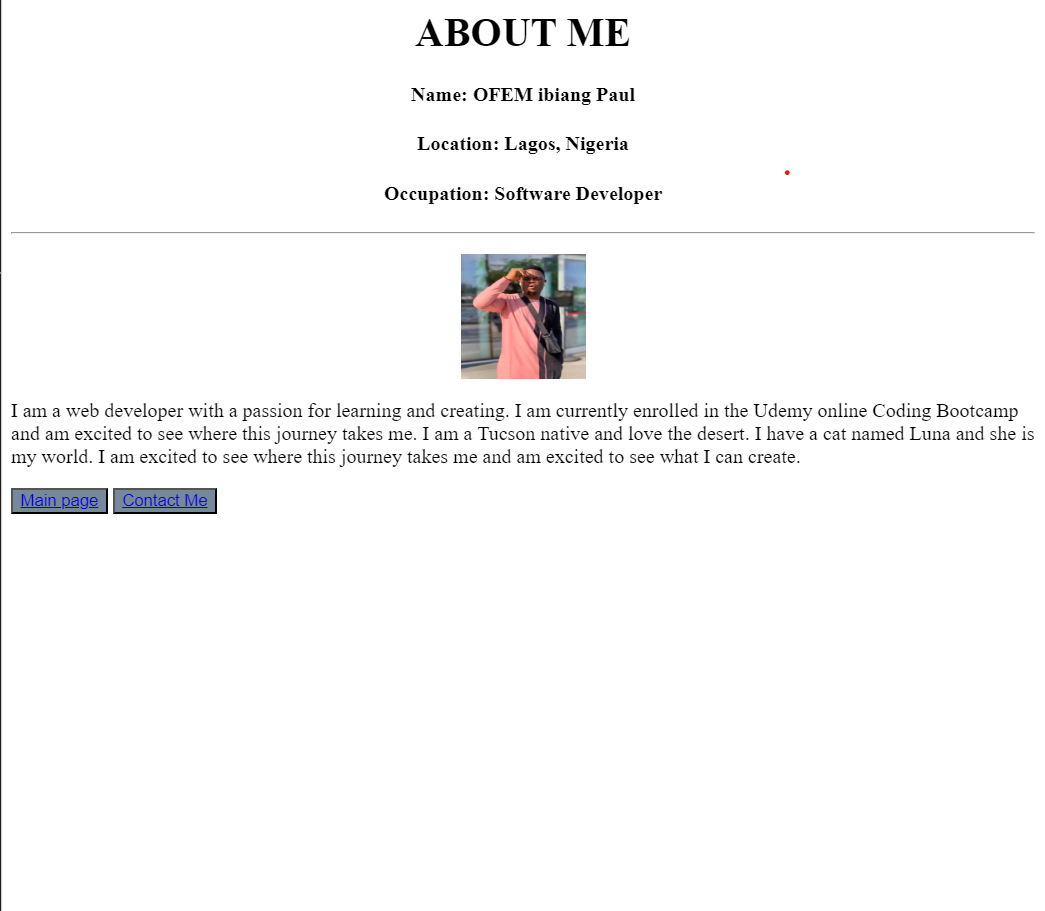 ABOUT ME
Name: OFEM ibiang Paul
Location: Lagos, Nigeria
Occupation: Software Developer
I am a web developer with a passion for learning and creating. I am currently enrolled in the Udemy online Coding Bootcamp
and am excited to see where this journey takes me. I am a Tucson native and love the desert. I have a cat named Luna and she is
my world. I am excited to see where this journey takes me and am excited to see what I can create.
Main page Contact Me